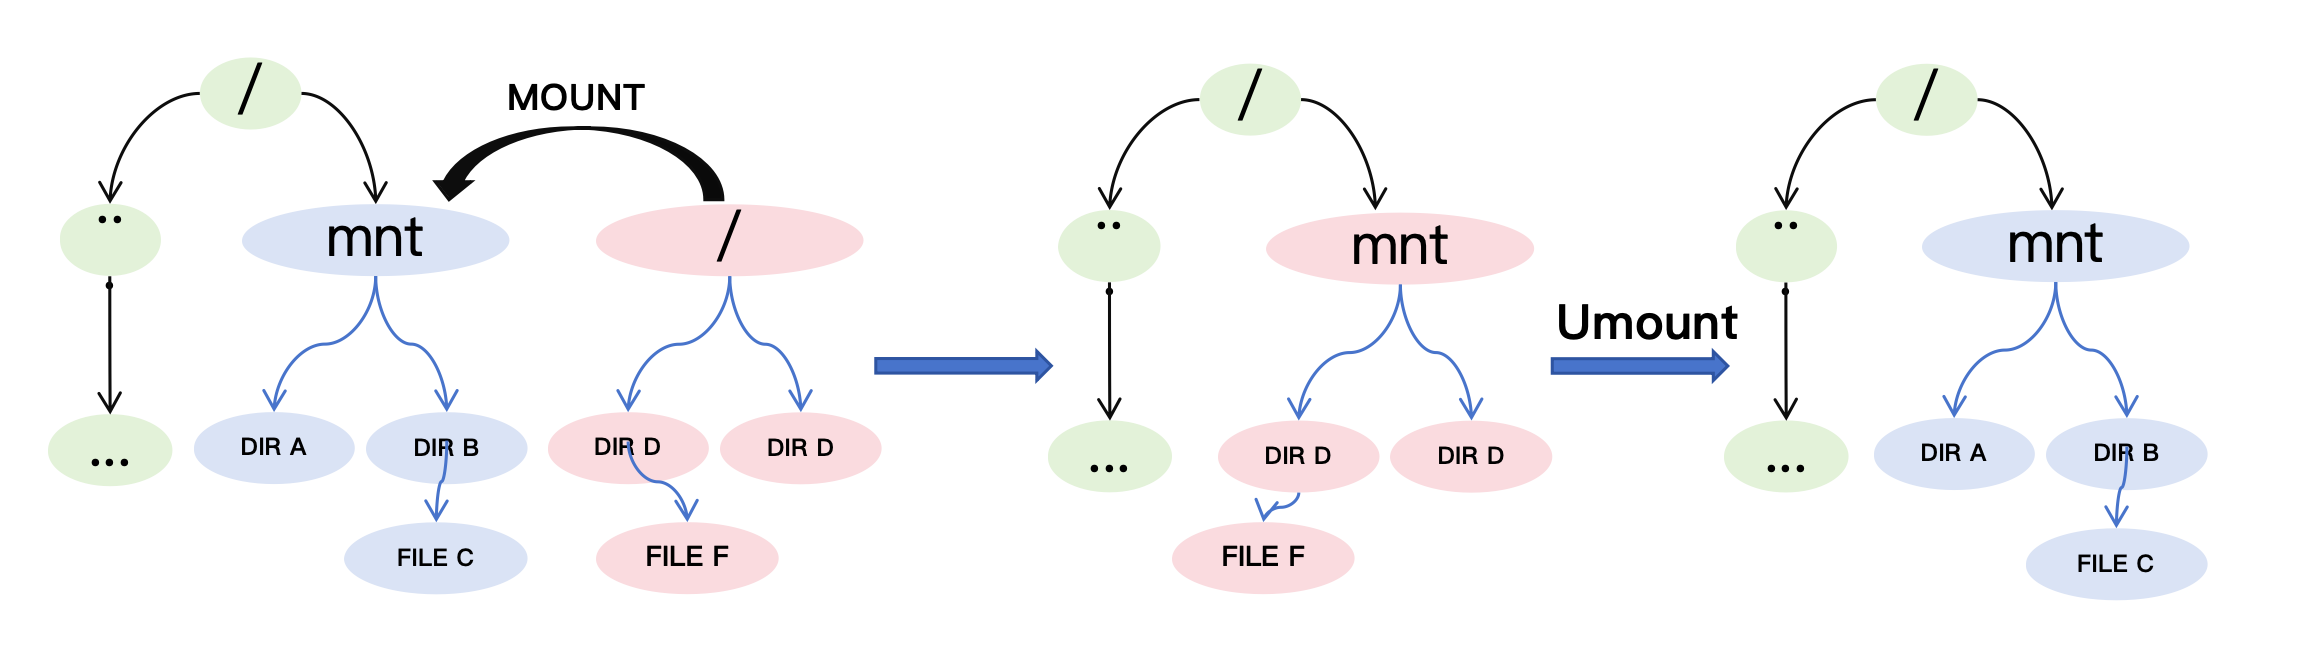 /
MOUNT
..
mnt
/
...
DIR A
DIR B
DIR D
DIR D
FILE C
FILE F
/
..
mnt
...
DIR D
DIR D
FILE F
Umount
/
..
mnt
...
DIR A
DIR B
FILE C